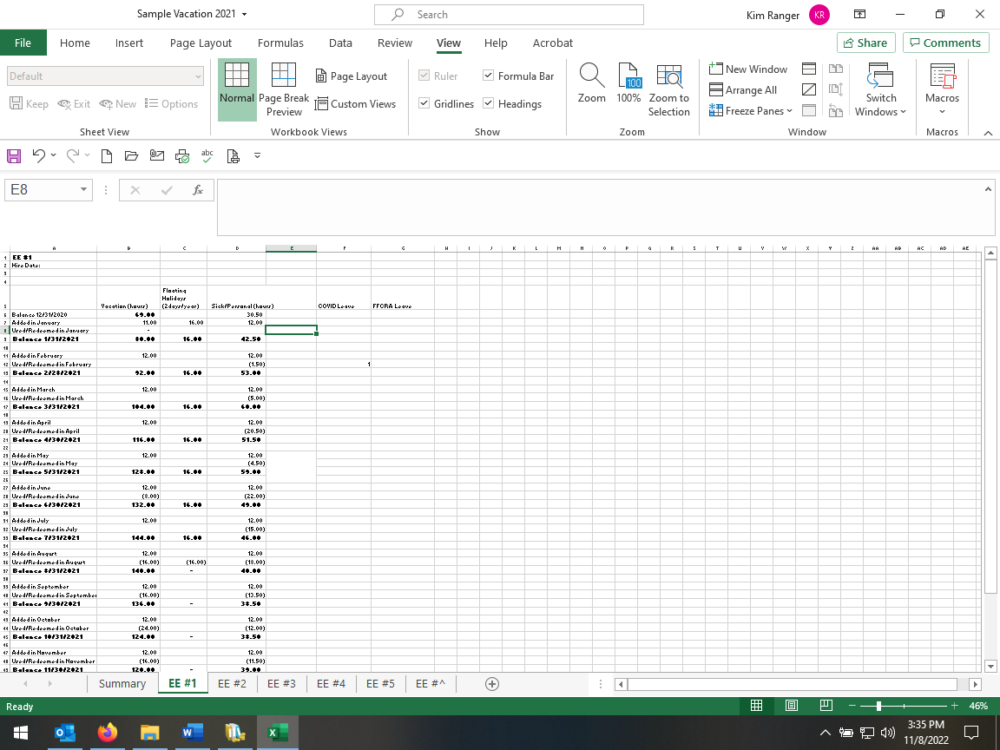 Sample Vacation 2021
Search
Kim Ranger
KR
File Home Insert Page Layout Formulas Data Review View Help Acrobat
Share Comments
Default
Keep Exit New Options
Sheet View
Normal
Page Break Preview
Page Layout
Custom Views
Workbook Views
Ruler
Formula Bar
Gridlines
Headings
Show
Zoom
100
100%
Zoom to Selection
Zoom
New Window
Arrange All
Freeze Panes
Switch Windows
Window
Macros
Macros
abc
E8
fx
A B C D E F G H I J K L M N O P Q R S T U V W X Y Z AA AB AC AD AE
1 EE #1
2 Hire Date:
3
4
5 Vacation (hours) Floating Holidays (2days/year) Sick/Personal (hours) COVID Leave FFCRA Leave
6 Balance 12/31/2020 69.00 30.50
7 Added in January 11.00 16.00 12.00
8 Used/Redeemed in January -
9 Balance 1/31/2021 80.00 16.00 42.50
10
11 Added in February 12.00 12.00
12 Used/Redeemed in February (1.50) 1
13 Balance 2/28/2021 92.00 16.00 53.00
14
15 Added in March 12.00 12.00
16 Used/Redeemed in March (5.00)
17 Balance 3/31/2021 104.00 16.00 60.00
18
19 Added in April 12.00 12.00
20 Used/Redeemed in April (20.50)
21 Balance 4/30/2021 116.00 16.00 51.50
22
23 Added in May 12.00 12.00
24 Used/Redeemed in May (4.50)
25 Balance 5/31/2021 128.00 16.00 59.00
26
27 Added in June 12.00 12.00
28 Used/Redeemed in June (8.00) (22.00)
29 Balance 6/30/2021 132.00 16.00 49.00
30
31 Added in July 12.00 12.00
32 Used/Redeemed in July (15.00)
33 Balance 7/31/2021 144.00 16.00 46.00
34
35 Added in August 12.00 12.00
36 Used/Redeemed in August (16.00) (16.00) (18.00)
37 Balance 8/31/2021 140.00 - 40.00
38
39 Added in September 12.00 12.00
40 Used/Redeemed in September (16.00) (13.50)
41 Balance 9/30/2021 136.00 - 38.50
42
43 Added in October 12.00 12.00
44 Used/Redeemed in October (24.00) (12.00)
45 Balance 10/31/2021 124.00 - 38.50
46
47 Added in November 12.00 12.00
48 Used/Redeemed in November (16.00) (11.50)
49 Balance 11/30/2021 120.00 - 39.00
Summary EE #1 EE #2 EE #3 EE #4 EE #5 EE #^
Ready
46%
3:35 PM
11/8/2022